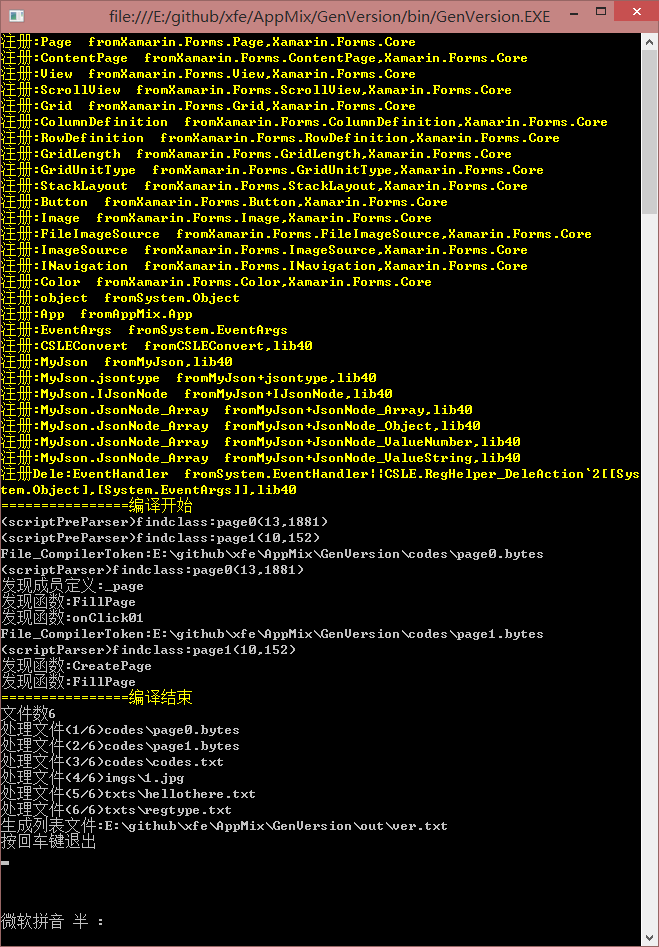 file:///E:/github/xfe/AppMix/GenVersion/bin/GenVersion.EXE
注册:Page  fromXamarin.Forms.Page,Xamarin.Forms.Core
注册:ContentPage  fromXamarin.Forms.ContentPage,Xamarin.Forms.Core
注册:View  fromXamarin.Forms.View,Xamarin.Forms.Core
注册:ScrollView  fromXamarin.Forms.ScrollView,Xamarin.Forms.Core
注册:Grid  fromXamarin.Forms.Grid,Xamarin.Forms.Core
注册:ColumnDefinition  fromXamarin.Forms.ColumnDefinition,Xamarin.Forms.Core
注册:RowDefinition  fromXamarin.Forms.RowDefinition,Xamarin.Forms.Core
注册:GridLength  fromXamarin.Forms.GridLength,Xamarin.Forms.Core
注册:GridUnitType  fromXamarin.Forms.GridUnitType,Xamarin.Forms.Core
注册:StackLayout  fromXamarin.Forms.StackLayout,Xamarin.Forms.Core
注册:Button  fromXamarin.Forms.Button,Xamarin.Forms.Core
注册:Image  fromXamarin.Forms.Image,Xamarin.Forms.Core
注册:FileImageSource  fromXamarin.Forms.FileImageSource,Xamarin.Forms.Core
注册:ImageSource  fromXamarin.Forms.ImageSource,Xamarin.Forms.Core
注册:INavigation  fromXamarin.Forms.INavigation,Xamarin.Forms.Core
注册:Color  fromXamarin.Forms.Color,Xamarin.Forms.Core
注册:object  fromSystem.Object
注册:App  fromAppMix.App
注册:EventArgs  fromSystem.EventArgs
注册:CSLEConvert  fromCSLEConvert,lib40
注册:MyJson  fromMyJson,lib40
注册:MyJson.jsontype  fromMyJson+jsontype,lib40
注册:MyJson.IJsonNode  fromMyJson+IJsonNode,lib40
注册:MyJson.JsonNode_Array  fromMyJson+JsonNode_Array,lib40
注册:MyJson.JsonNode_Array  fromMyJson+JsonNode_Object,lib40
注册:MyJson.JsonNode_Array  fromMyJson+JsonNode_ValueNumber,lib40
注册:MyJson.JsonNode_Array  fromMyJson+JsonNode_ValueString,lib40
注册Dele:EventHandler  fromSystem.EventHandler||CSLE.RegHelper_DeleAction`2[[Sys
tem.Object],[System.EventArgs]],lib40
================编译开始
(scriptPreParser)findclass:page0(13,1881)
(scriptPreParser)findclass:page1(10,152)
File_CompilerToken:E:\github\xfe\AppMix\GenVersion\codes\page0.bytes
(scriptParser)findclass:page0(13,1881)
发现成员定义:_page
发现函数:FillPage
发现函数:onClick01
File_CompilerToken:E:\github\xfe\AppMix\GenVersion\codes\page1.bytes
(scriptParser)findclass:page1(10,152)
发现函数:CreatePage
发现函数:FillPage
================编译结束
文件数6
处理文件(1/6)codes\page0.bytes
处理文件(2/6)codes\page1.bytes
处理文件(3/6)codes\codes.txt
处理文件(4/6)imgs\1.jpg
处理文件(5/6)txts\hellothere.txt
处理文件(6/6)txts\regtype.txt
生成列表文件:E:\github\xfe\AppMix\GenVersion\out\ver.txt
按回车键退出
微软拼音 半 :